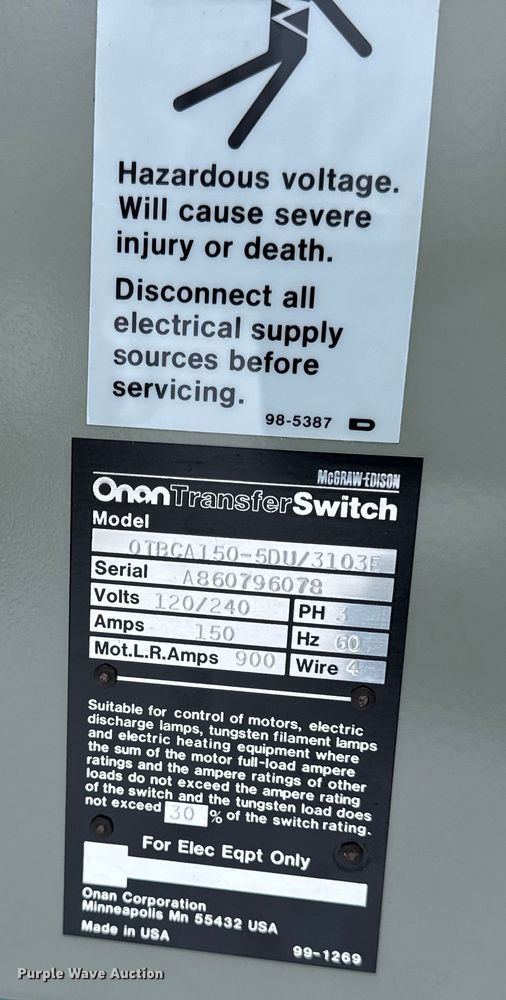 Hazardous voltage.
Will cause severe
injury or death.
Disconnect all
electrical supply
sources before
servicing.
98-5387
McGRAW-EDISON
Onan Transfer Switch
Model
OTBCA150-5DU/3103F
Serial A860796078
Volts 120/240 PH 3
Amps 150 Hz 60
Mot.L.R.Amps 900 Wire 4
Suitable for control of motors, electric
discharge lamps, tungsten filament lamps
and electric heating equipment where
the sum of the motor full-load ampere
ratings and the ampere ratings of other
loads do not exceed the ampere rating
of the switch and the tungsten load does
not exceed 30 % of the switch rating.
For Elec Eqpt Only
Onan Corporation
Minneapolis Mn 55432 USA
Made in USA
99-1269
Purple Wave Auction